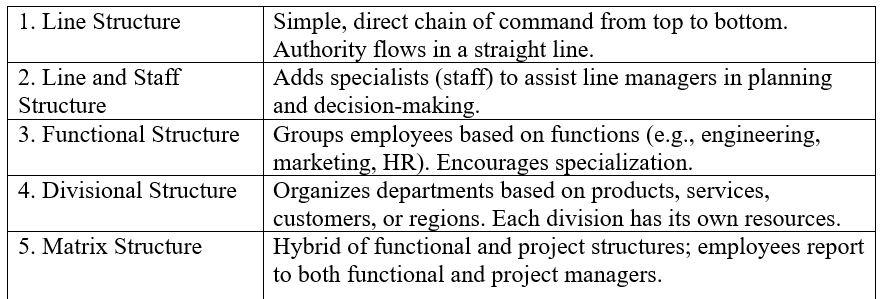 1. Line Structure
Simple, direct chain of command from top to bottom.
Authority flows in a straight line.
2. Line and Staff
Structure
Adds specialists (staff) to assist line managers in planning
and decision-making.
3. Functional Structure
Groups employees based on functions (e.g., engineering,
marketing, HR). Encourages specialization.
4. Divisional Structure
Organizes departments based on products, services,
customers, or regions. Each division has its own resources.
5. Matrix Structure
Hybrid of functional and project structures; employees report
to both functional and project managers.